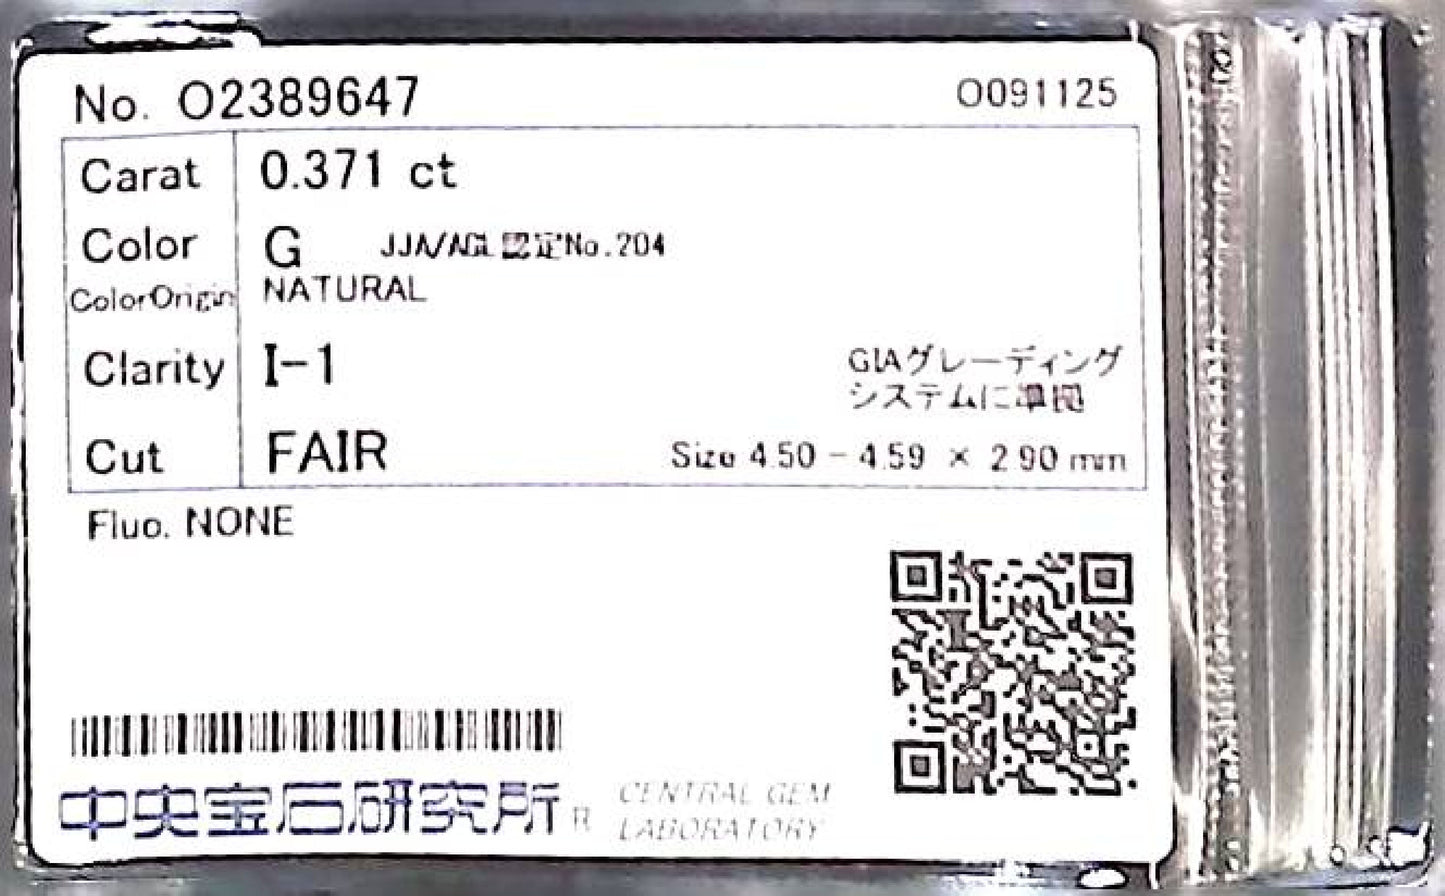 No. O2389647
O091125
Carat 0.371 ct
Color G JJA/AGL認定No.204
ColorOrigin NATURAL
Clarity I-1
GIAグレーディング
システムに準拠
Cut FAIR Size 4.50 - 4.59 × 2.90 mm
Fluo. NONE
中央宝石研究所® CENTRAL GEM
LABORATORY